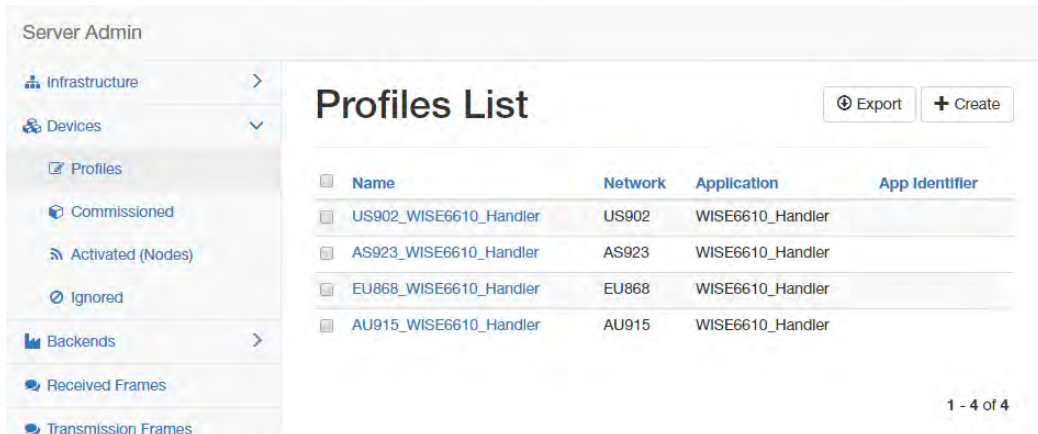 Server Admin
Infrastructure
Devices
Profiles
Commissioned
Activated (Nodes)
Ignored
Backends
Received Frames
Transmission Frames
Profiles List
Export
Create
Name Network Application App Identifier
US902_WISE6610_Handler US902 WISE6610_Handler
AS923_WISE6610_Handler AS923 WISE6610_Handler
EU868_WISE6610_Handler EU868 WISE6610_Handler
AU915_WISE6610_Handler AU915 WISE6610_Handler
1 - 4 of 4